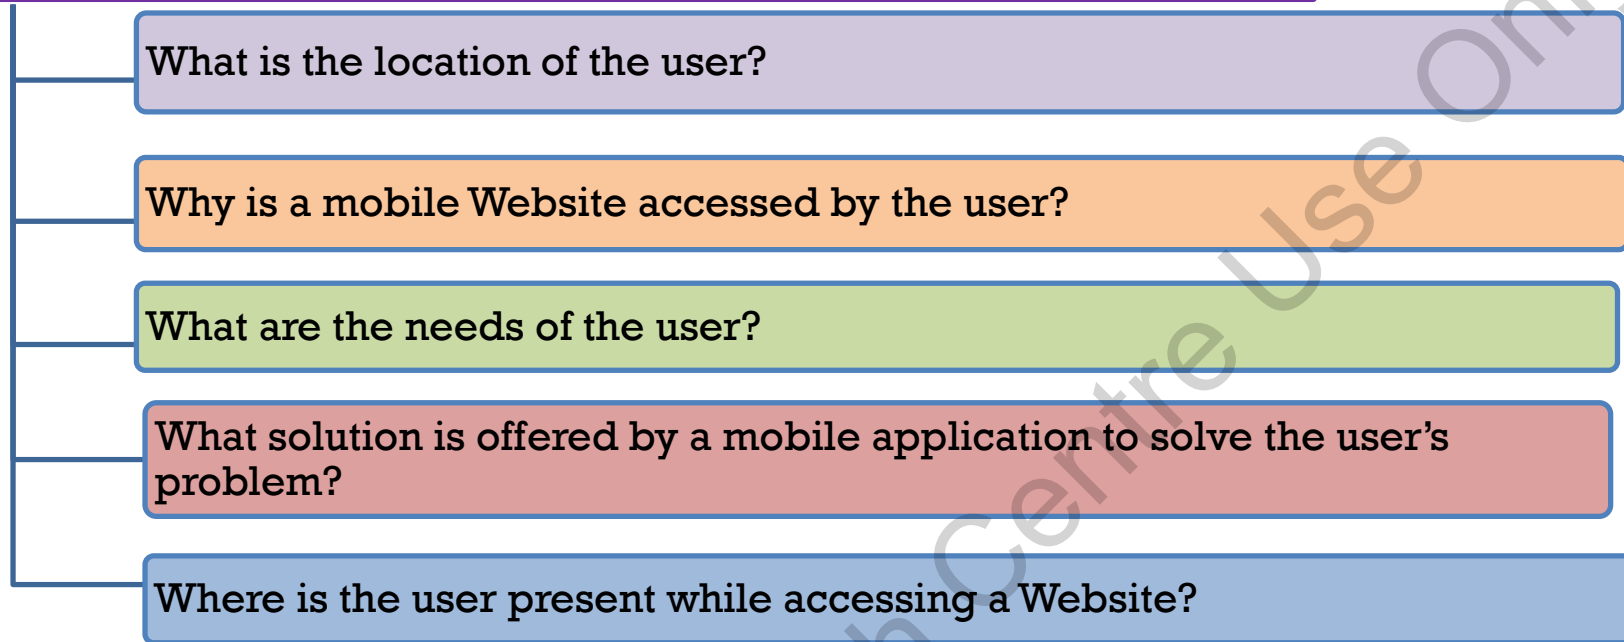 What is the location of the user?
Why is a mobile Website accessed by the user?
What are the needs of the user?
What solution is offered by a mobile application to solve the user’s
problem?
Where is the user present while accessing a Website?
Centre Use